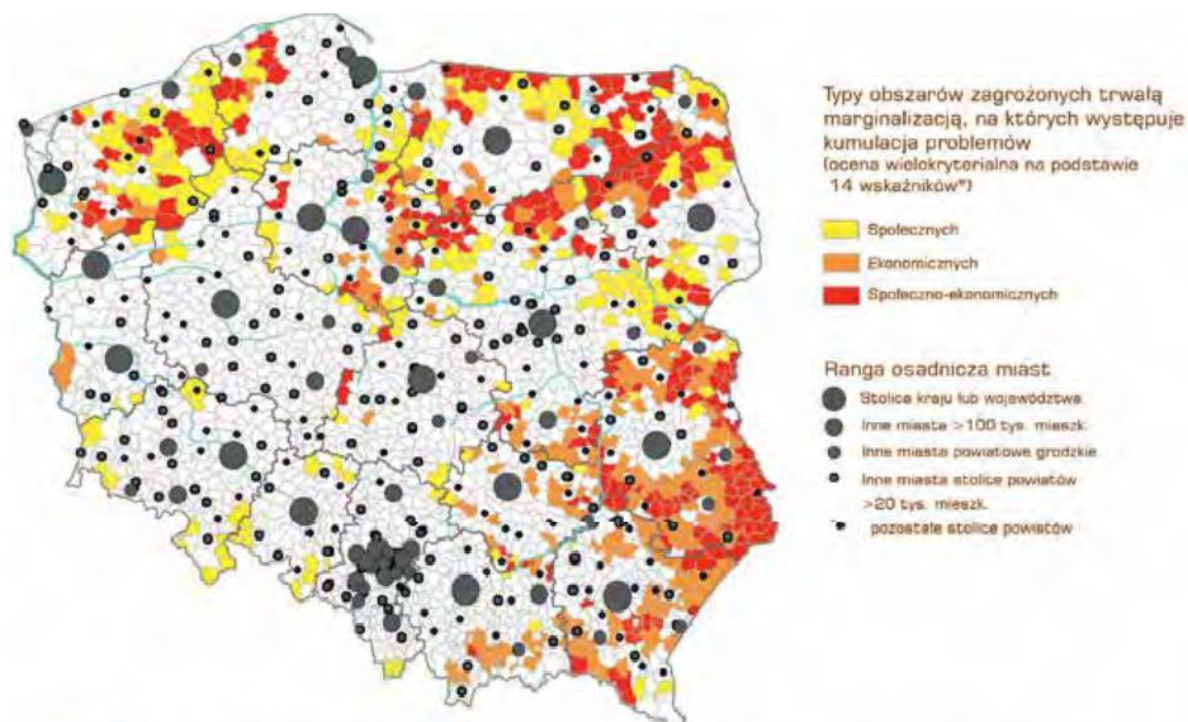 Typy obszarów zagrożonych trwałą
marginalizacją, na których występuje
kumulacja problemów
(ocena wielokryterialna na podstawie
14 wskaźników*)
Społecznych
Ekonomicznych
Społeczno-ekonomicznych
Ranga osadnicza miast
Stolice kraju lub województwa
Inne miasta >100 tys. mieszk.
Inne miasta powiatowe grodzkie
Inne miasta stolice powiatów
>20 tys. mieszk.
pozostałe stolice powiatów